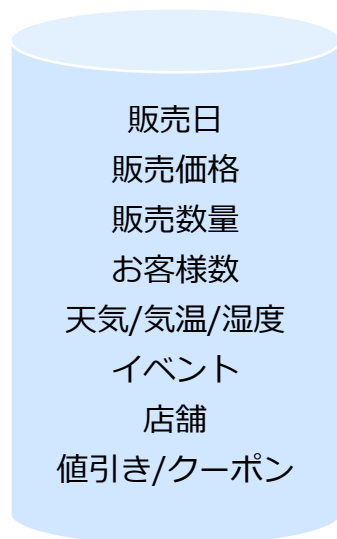 販売日
販売価格
販売数量
お客様数
天気/気温/湿度
イベント
店舗
値引き/クーポン